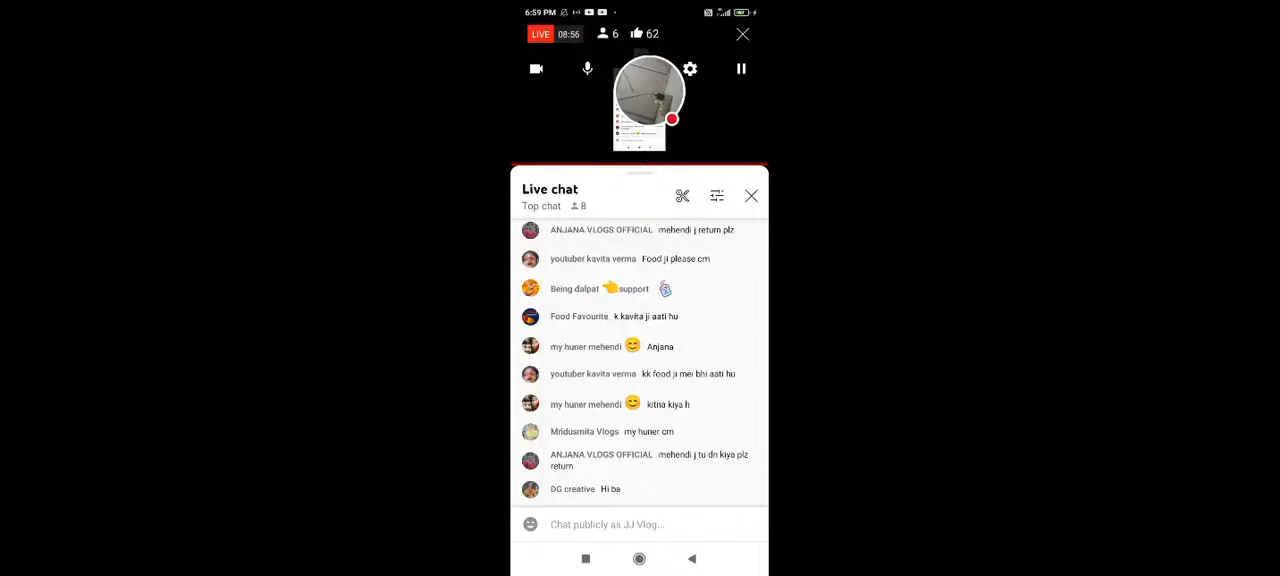 6:59 PM
LIVE 08:56 6 62
Live chat
Top chat 8
ANJANA VLOGS OFFICIAL mehendi j return plz
youtuber kavita verma Food ji please cm
Being dalpat 👈support
Food Favourite k kavita ji aati hu
my huner mehendi 😊 Anjana
youtuber kavita verma kk food ji mei bhi aati hu
my huner mehendi 😊 kitna kiya h
Mridusmita Vlogs my huner cm
ANJANA VLOGS OFFICIAL mehendi j tu dn kiya plz
return
DG creative Hi ba
Chat publicly as JJ Vlog...